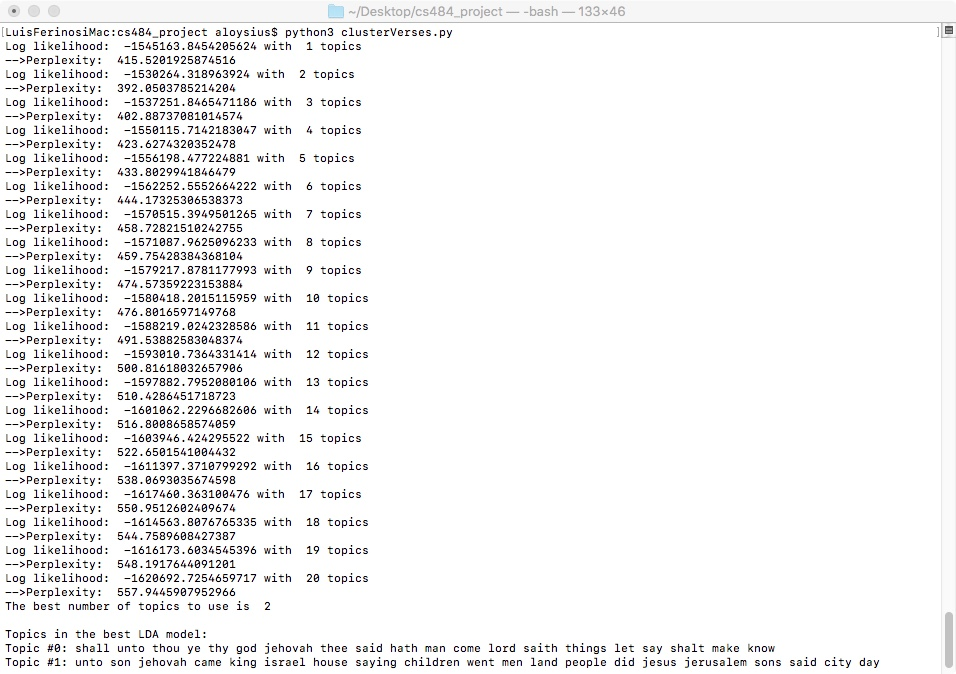 ~/Desktop/cs484_project — -bash — 133×46
[LuisFerinosiMac:cs484_project aloysius$ python3 clusterVerses.py ]
Log likelihood:  -1545163.8454205624 with  1 topics
-->Perplexity:  415.5201925874516
Log likelihood:  -1530264.318963924 with  2 topics
-->Perplexity:  392.0503785214204
Log likelihood:  -1537251.8465471186 with  3 topics
-->Perplexity:  402.88737081014574
Log likelihood:  -1550115.7142183047 with  4 topics
-->Perplexity:  423.6274320352478
Log likelihood:  -1556198.477224881 with  5 topics
-->Perplexity:  433.8029941846479
Log likelihood:  -1562252.5552664222 with  6 topics
-->Perplexity:  444.17325306538373
Log likelihood:  -1570515.3949501265 with  7 topics
-->Perplexity:  458.72821510242755
Log likelihood:  -1571087.9625096233 with  8 topics
-->Perplexity:  459.75428384368104
Log likelihood:  -1579217.8781177993 with  9 topics
-->Perplexity:  474.57359223153884
Log likelihood:  -1580418.2015115959 with  10 topics
-->Perplexity:  476.8016597149768
Log likelihood:  -1588219.0242328586 with  11 topics
-->Perplexity:  491.53882583048374
Log likelihood:  -1593010.7364331414 with  12 topics
-->Perplexity:  500.81618032657906
Log likelihood:  -1597882.7952080106 with  13 topics
-->Perplexity:  510.4286451718723
Log likelihood:  -1601062.2296682606 with  14 topics
-->Perplexity:  516.8008658574059
Log likelihood:  -1603946.424295522 with  15 topics
-->Perplexity:  522.6501541004432
Log likelihood:  -1611397.3710799292 with  16 topics
-->Perplexity:  538.0693035674598
Log likelihood:  -1617460.363100476 with  17 topics
-->Perplexity:  550.9512602409674
Log likelihood:  -1614563.8076765335 with  18 topics
-->Perplexity:  544.7589608427387
Log likelihood:  -1616173.6034545396 with  19 topics
-->Perplexity:  548.1917644091201
Log likelihood:  -1620692.7254659717 with  20 topics
-->Perplexity:  557.9445907952966
The best number of topics to use is  2
Topics in the best LDA model:
Topic #0: shall unto thou ye thy god jehovah thee said hath man come lord saith things let say shalt make know
Topic #1: unto son jehovah came king israel house saying children went men land people did jesus jerusalem sons said city day